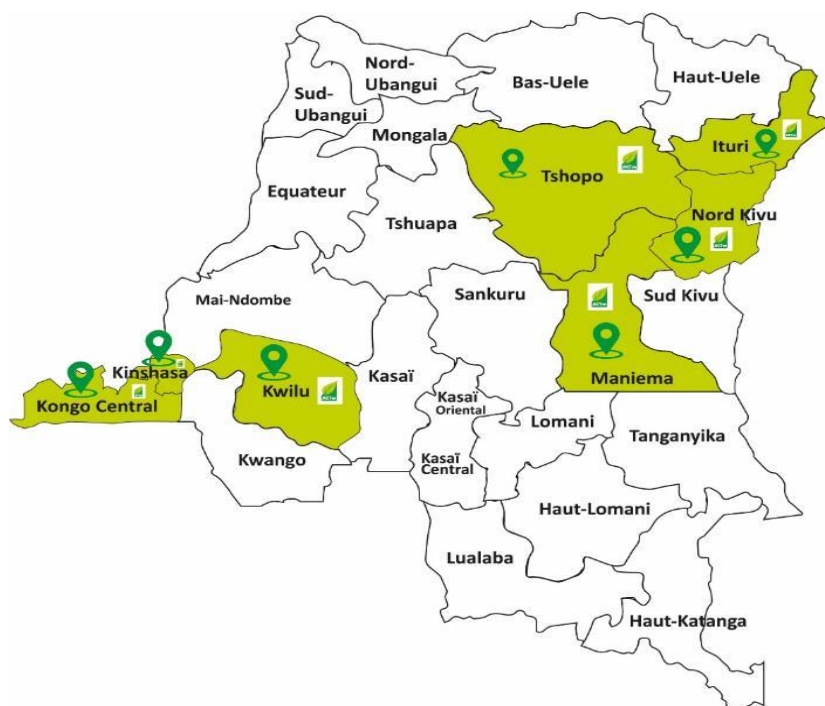 Nord-
Ubangui
Bas-Uele
Haut-Uele
Sud-
Ubangui
Mongala
Ituri
Tshopo
Equateur
Nord Kivu
Tshuapa
Mai-Ndombe
Sankuru
Sud Kivu
Kinshasa
Kongo Central
Kwilu
Kasaï
Maniema
Kasaï
Oriental
Lomani
Tanganyika
Kwango
Kasaï
Central
Haut-Lomani
Lualaba
Haut-Katanga